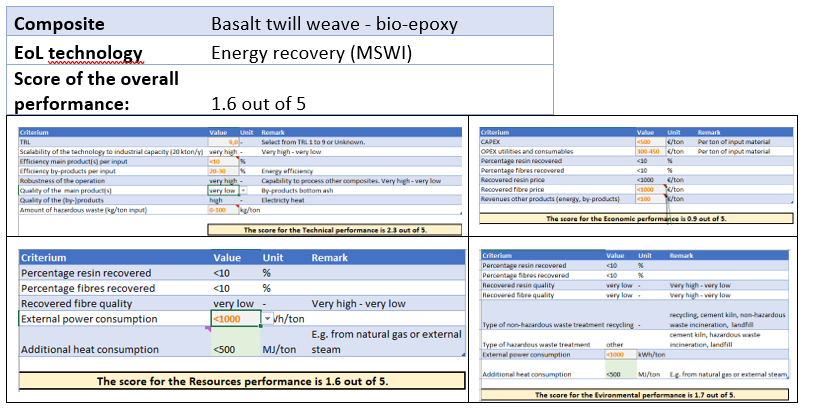 Composite Basalt twill weave - bio-epoxy
EoL technology Energy recovery (MSWI)
Score of the overall
performance: 1.6 out of 5
Criterium Value Unit Remark
TRL 9,0 - Select from TRL 1 to 9 or Unknown.
Scalability of the technology to industrial capacity (20 kton/y) very high - Very high - very low
Efficiency main product(s) per input <10 %
Efficiency by-products per input 20-30 % Energy efficiency
Robustness of the operation very high - Capability to process other composites. Very high - very low
Quality of the main product(s) very low - By-products bottom ash
Quality of the (by-)products high - Electricty heat
Amount of hazardous waste (kg/ton input) 0-100 kg/ton
The score for the Technical performance is 2.3 out of 5.
Criterium Value Unit Remark
CAPEX <500 €/ton Per ton of input material
OPEX utilities and consumables 300-450 €/ton Per ton of input material
Percentage resin recovered <10 %
Percentage fibres recovered <10 %
Recovered resin price <1000 €/ton
Recovered fibre price <1000 €/ton
Revenues other products (energy, by-products) <100 €/ton
The score for the Economic performance is 0.9 out of 5.
Criterium Value Unit Remark
Percentage resin recovered <10 %
Percentage fibres recovered <10 %
Recovered fibre quality very low - Very high - very low
External power consumption <1000 Vh/ton
E.g. from natural gas or external
Additional heat consumption <500 MJ/ton steam
The score for the Resources performance is 1.6 out of 5.
Criterium Value Unit Remark
Percentage resin recovered <10 %
Percentage fibres recovered <10 %
Recovered resin quality very low - Very high - very low
Recovered fibre quality very low - Very high - very low
recycling, cement kiln, non-hazardous
Type of non-hazardous waste treatment recycling - waste incineration, landfill
cement kiln, hazardous waste
Type of hazardous waste treatment other incineration, landfill
External power consumption <1000 kWh/ton
Additional heat consumption <500 MJ/ton E.g. from natural gas or external steam
The score for the Evironmental performance is 1.7 out of 5.